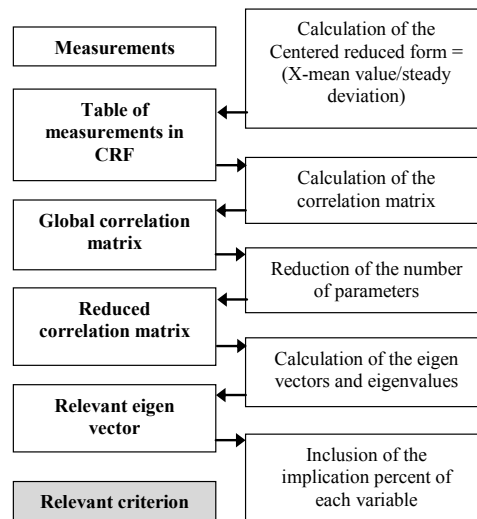 Measurements
Calculation of the
Centered reduced form =
(X-mean value/steady
deviation)
Table of
measurements in
CRF
Calculation of the
correlation matrix
Global correlation
matrix
Reduction of the number
of parameters
Reduced
correlation matrix
Calculation of the eigen
vectors and eigenvalues
Relevant eigen
vector
Inclusion of the
implication percent of
each variable
Relevant criterion